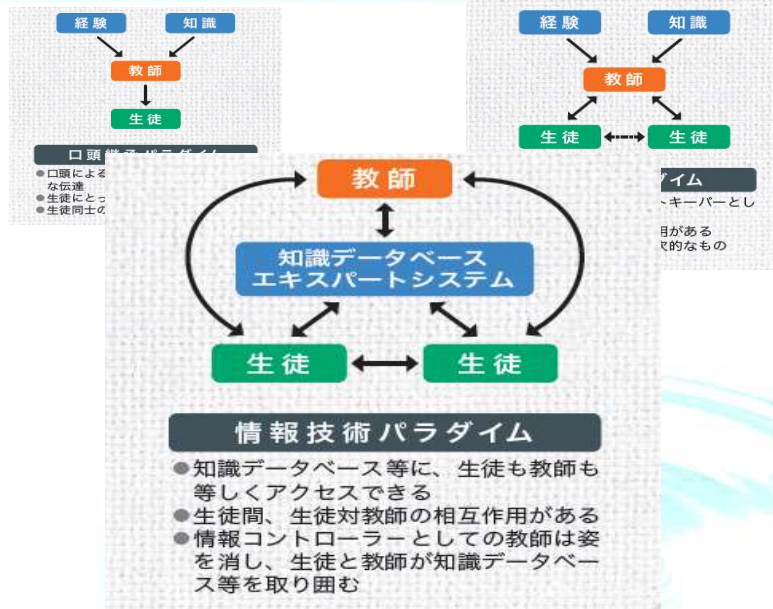 経験 知識
教師
生徒
口頭による
な伝達
生徒にとっ
生徒同士の
経験 知識
教師
生徒 生徒
ダイム
トキーパーとし
用がある
次的なもの
教師
知識データベース
エキスパートシステム
生徒 生徒
情報技術パラダイム
●知識データベース等に、生徒も教師も
等しくアクセスできる
●生徒間、生徒対教師の相互作用がある
●情報コントローラーとしての教師は姿
を消し、生徒と教師が知識データベー
ス等を取り囲む